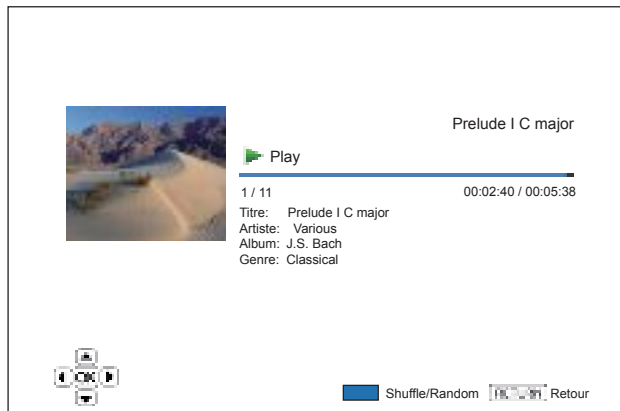 Prelude I C major
Play
1 / 11 00:02:40 / 00:05:38
Titre: Prelude I C major
Artiste: Various
Album: J.S. Bach
Genre: Classical
OK
Shuffle/Random RETURN Retour